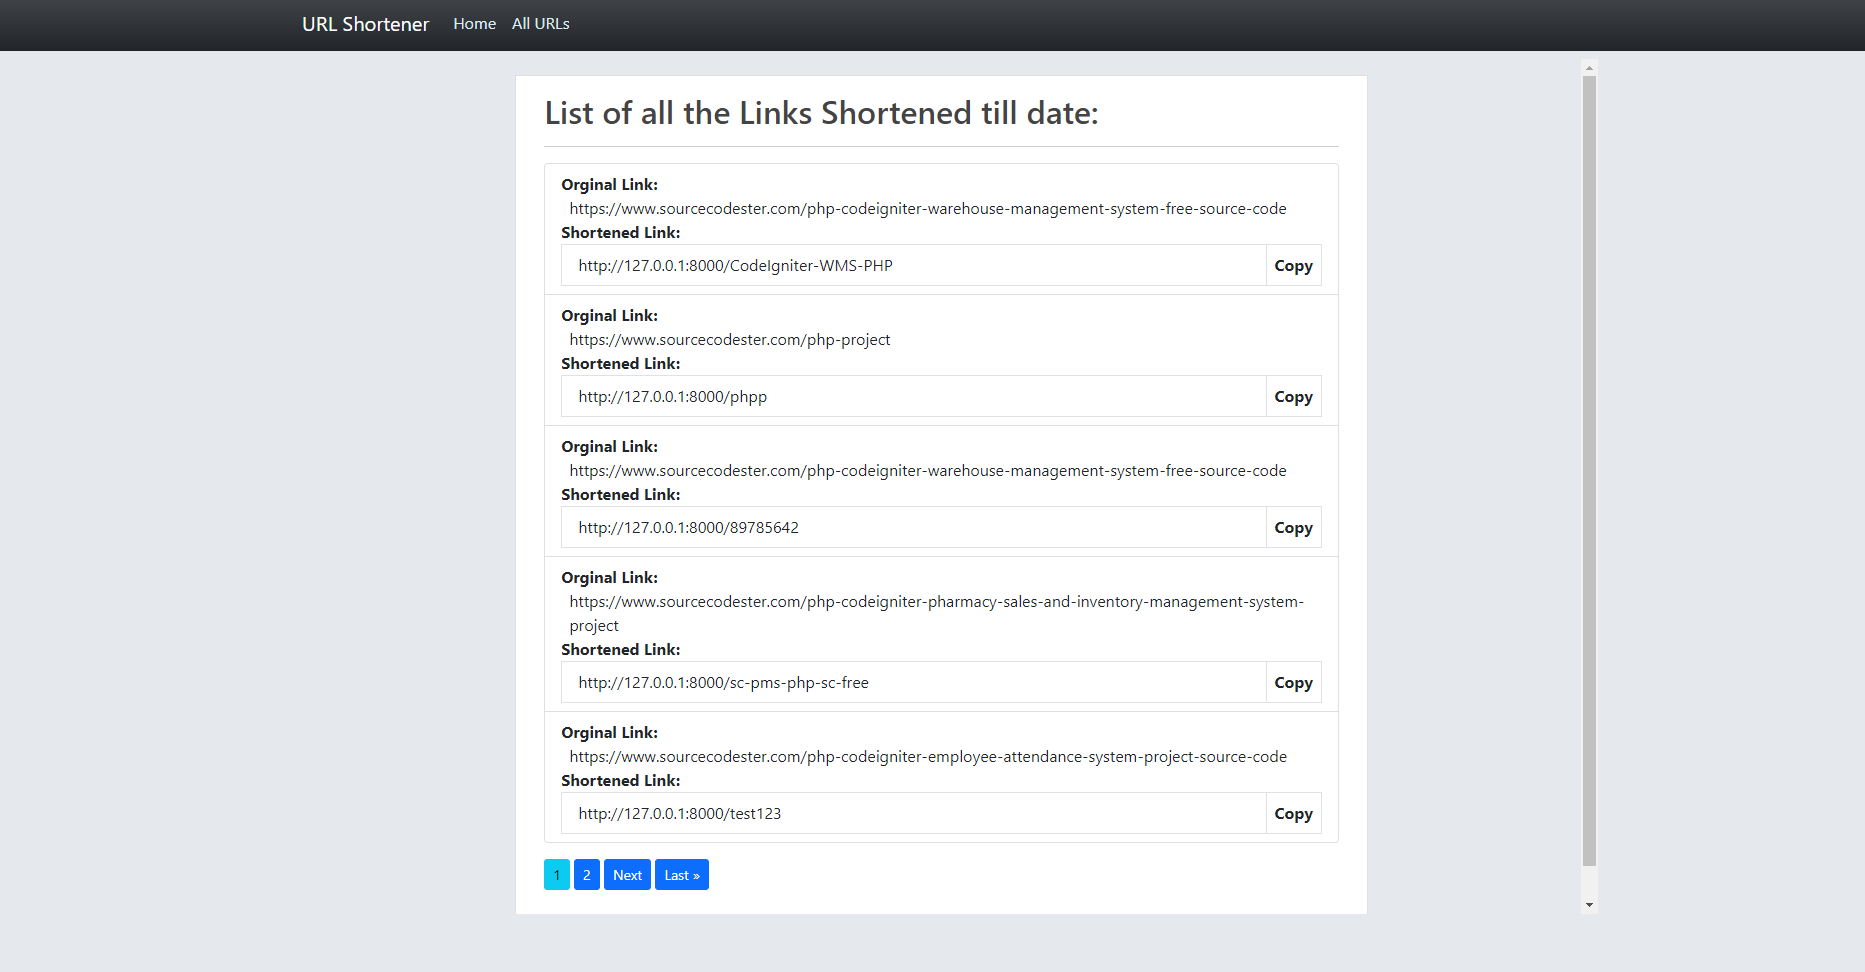 URL Shortener Home All URLs
List of all the Links Shortened till date:
Orginal Link:
https://www.sourcecodester.com/php-codeigniter-warehouse-management-system-free-source-code
Shortened Link:
http://127.0.0.1:8000/CodeIgniter-WMS-PHP Copy
Orginal Link:
https://www.sourcecodester.com/php-project
Shortened Link:
http://127.0.0.1:8000/phpp Copy
Orginal Link:
https://www.sourcecodester.com/php-codeigniter-warehouse-management-system-free-source-code
Shortened Link:
http://127.0.0.1:8000/89785642 Copy
Orginal Link:
https://www.sourcecodester.com/php-codeigniter-pharmacy-sales-and-inventory-management-system-
project
Shortened Link:
http://127.0.0.1:8000/sc-pms-php-sc-free Copy
Orginal Link:
https://www.sourcecodester.com/php-codeigniter-employee-attendance-system-project-source-code
Shortened Link:
http://127.0.0.1:8000/test123 Copy
1 2 Next Last »